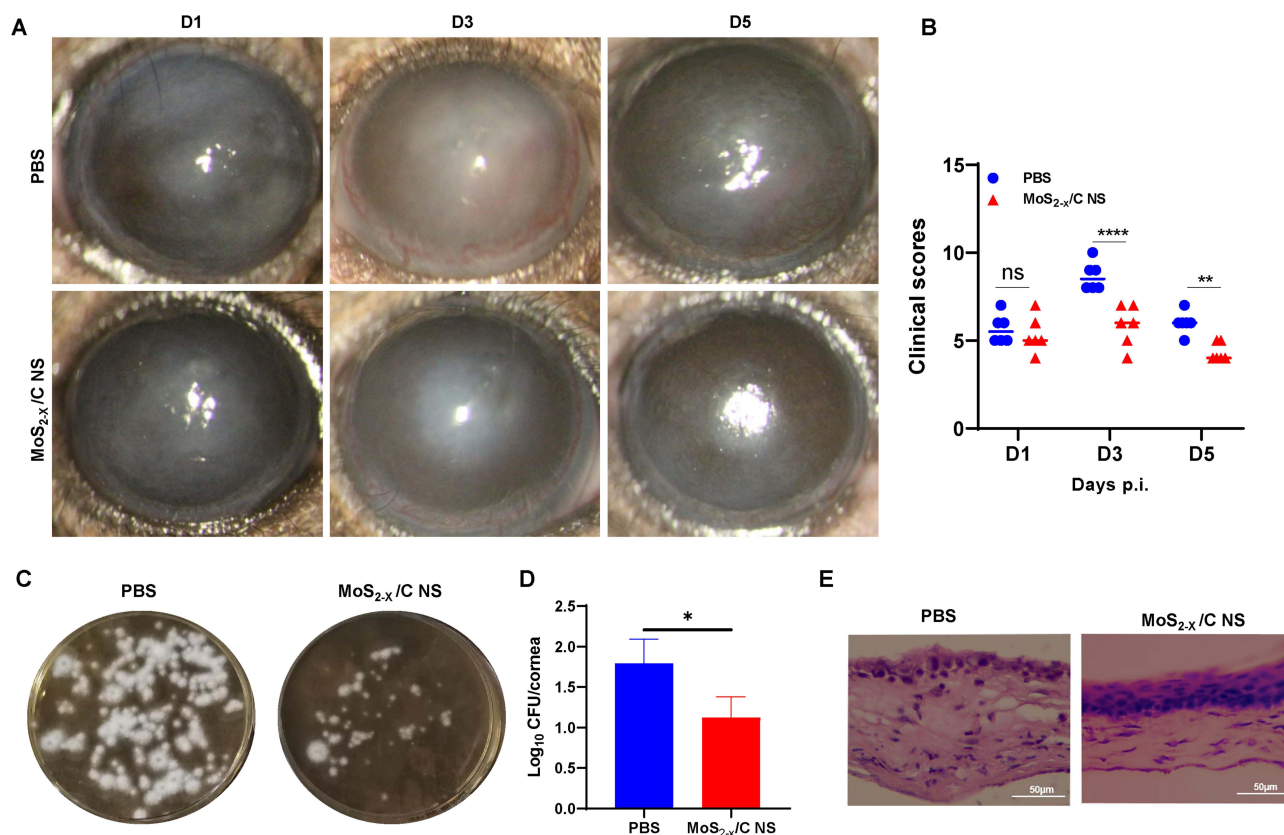 A
D1
D3
D5
PBS
MoS2-X/C NS
B
Clinical scores
15
10
5
0
PBS
MoS2-x/C NS
ns
****
**
D1
D3
D5
Days p.i.
C
PBS
MoS2-X/C NS
D
Log10 CFU/cornea
2.5
2.0
1.5
1.0
0.5
0.0
*
PBS
MoS2-x/C NS
E
PBS
MoS2-X/C NS
50µm
50µm